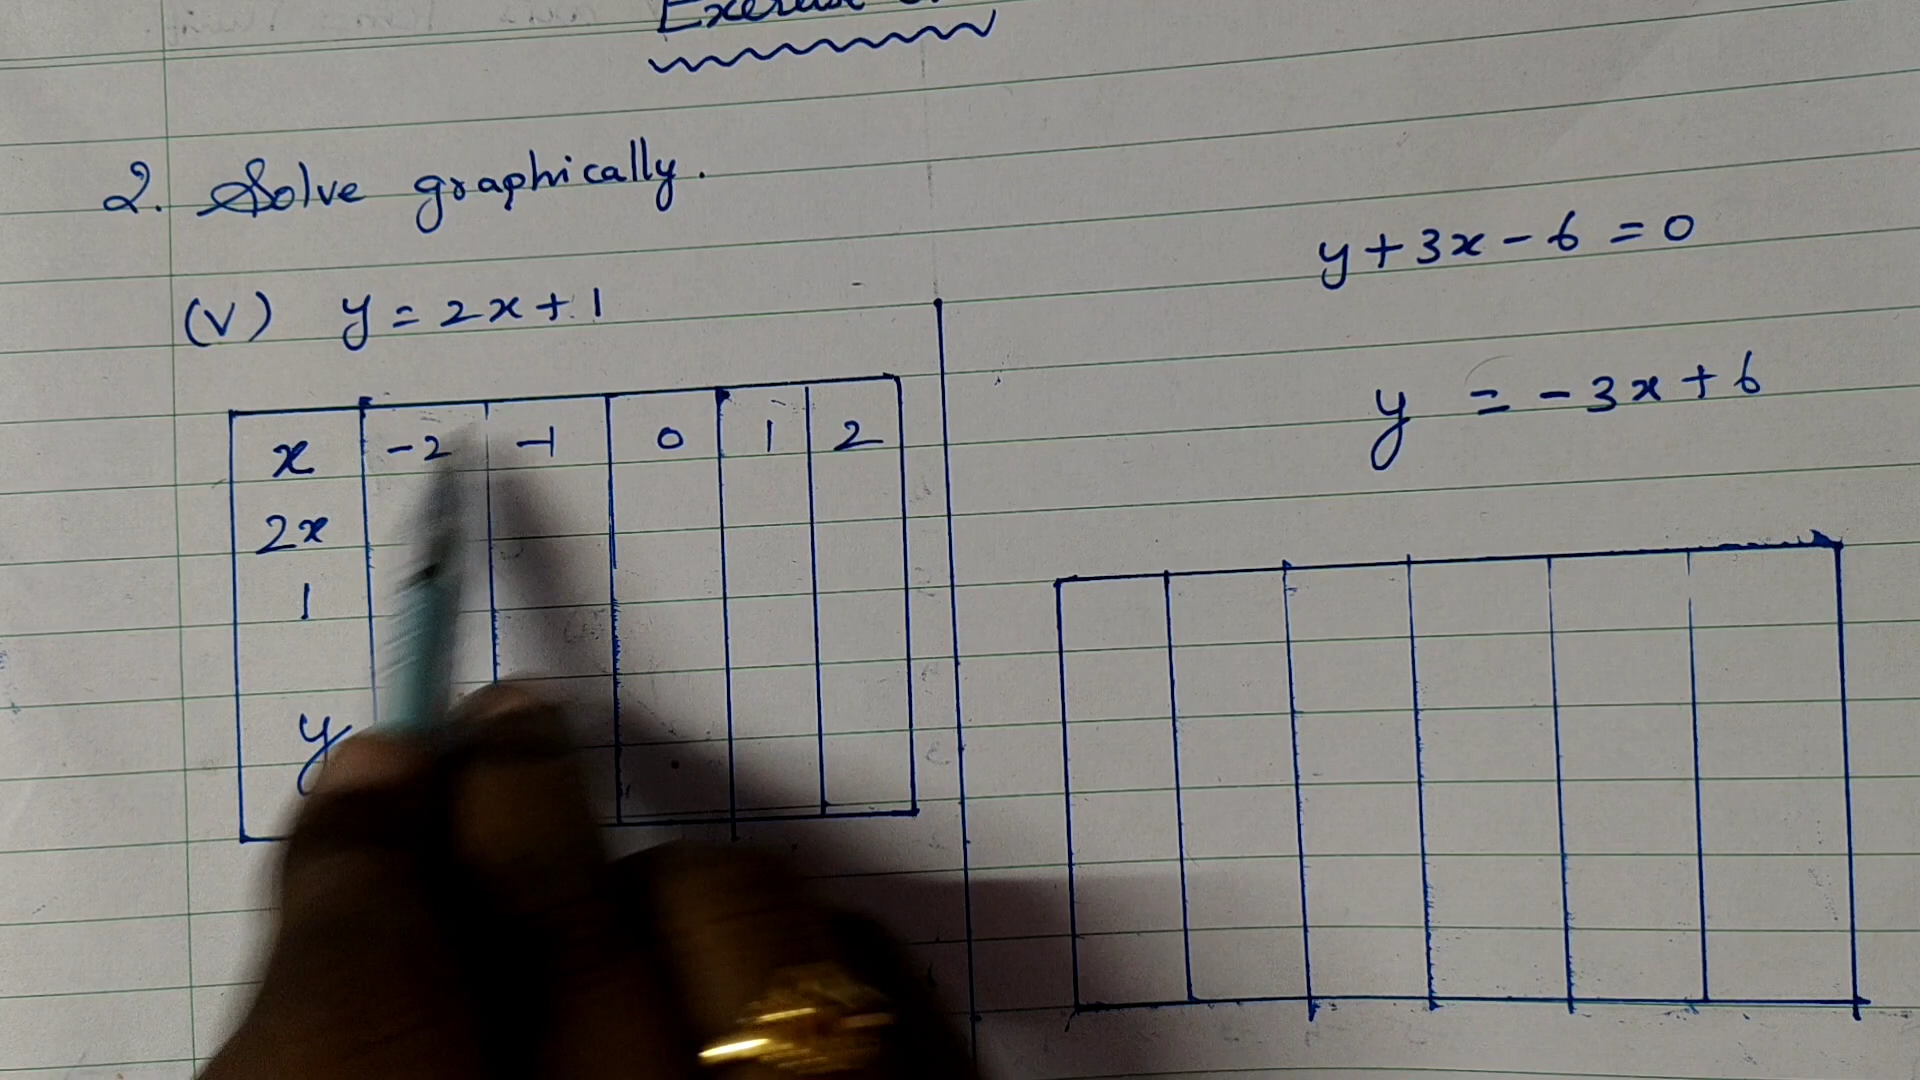 2. Solve graphically.
(V) y = 2x + 1
x -2 -1 0 1 2
2x
1
y
y + 3x - 6 = 0
y = -3x + 6